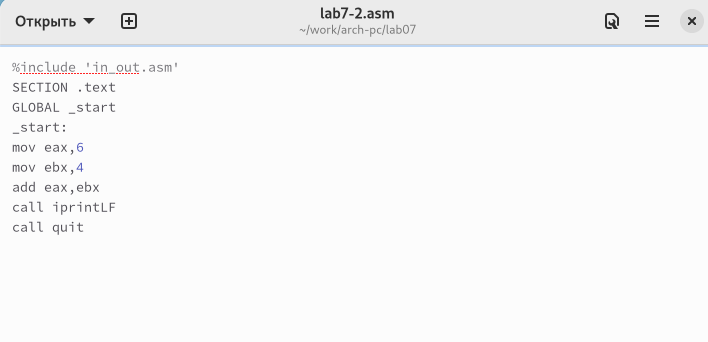 Открыть
lab7-2.asm
~/work/arch-pc/lab07
%include 'in_out.asm'
SECTION .text
GLOBAL _start
_start:
mov eax,6
mov ebx,4
add eax,ebx
call iprintLF
call quit